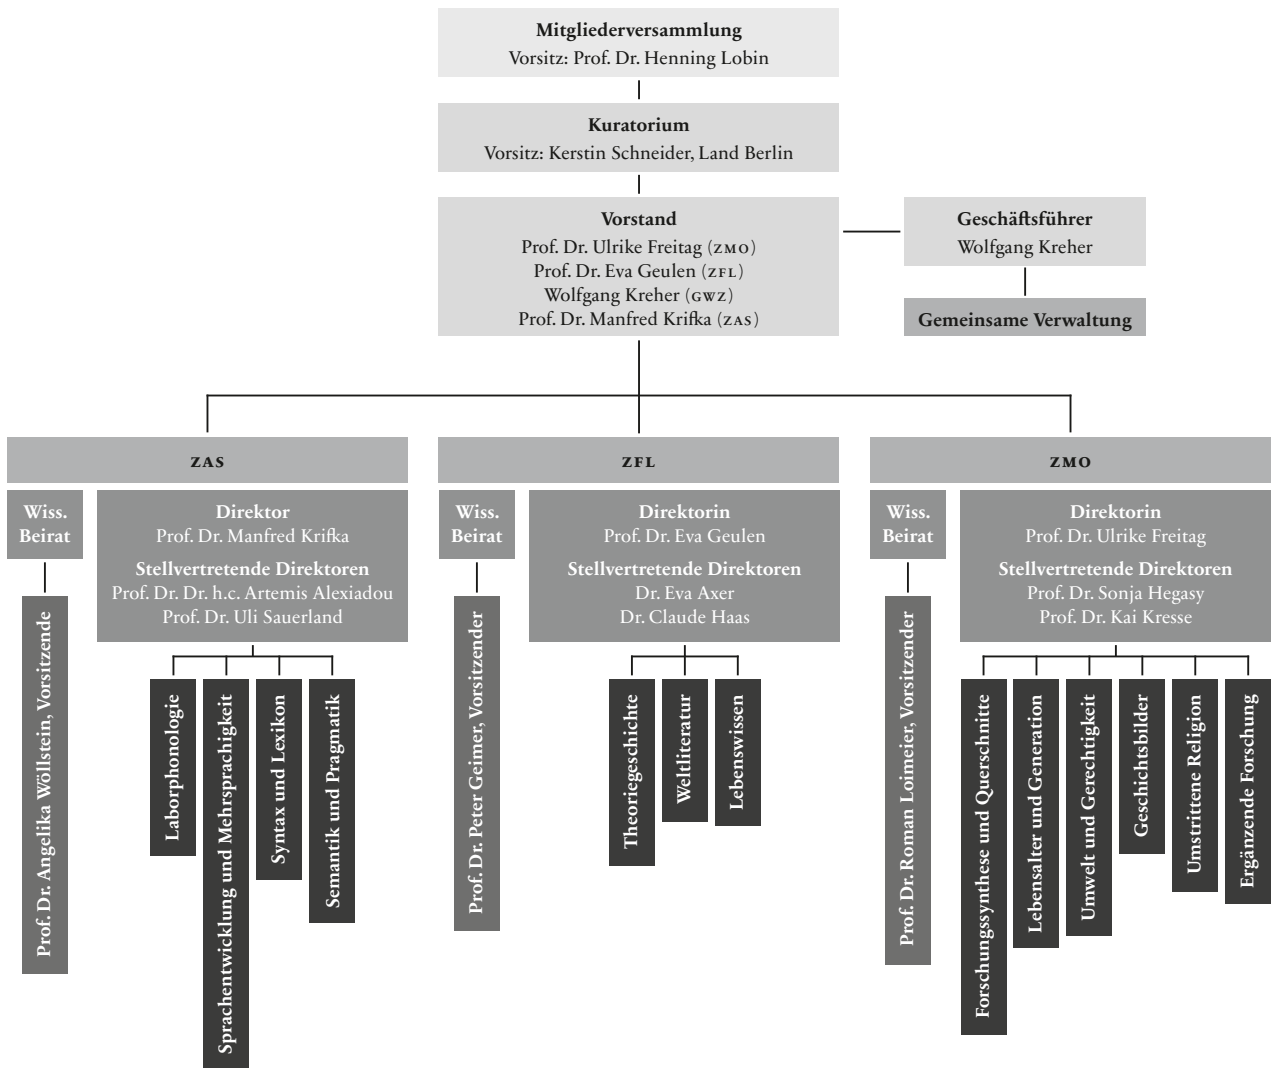 Mitgliederversammlung
Vorsitz: Prof. Dr. Henning Lobin
Kuratorium
Vorsitz: Kerstin Schneider, Land Berlin
Vorstand
Prof. Dr. Ulrike Freitag (ZMO)
Prof. Dr. Eva Geulen (ZFL)
Wolfgang Kreher (GWZ)
Prof. Dr. Manfred Krifka (ZAS)
Geschäftsführer
Wolfgang Kreher
Gemeinsame Verwaltung
ZAS
Wiss.
Beirat
Prof. Dr. Angelika Wöllstein, Vorsitzende
Direktor
Prof. Dr. Manfred Krifka
Stellvertretende Direktoren
Prof. Dr. Dr. h.c. Artemis Alexiadou
Prof. Dr. Uli Sauerland
Laborphonologie
Sprachentwicklung und Mehrsprachigkeit
Syntax und Lexikon
Semantik und Pragmatik
ZFL
Wiss.
Beirat
Prof. Dr. Peter Geimer, Vorsitzender
Direktorin
Prof. Dr. Eva Geulen
Stellvertretende Direktoren
Dr. Eva Axer
Dr. Claude Haas
Theoriegeschichte
Weltliteratur
Lebenswissen
ZMO
Wiss.
Beirat
Prof. Dr. Roman Loimeier, Vorsitzender
Direktorin
Prof. Dr. Ulrike Freitag
Stellvertretende Direktoren
Prof. Dr. Sonja Hegasy
Prof. Dr. Kai Kresse
Forschungssynthese und Querschnitte
Lebensalter und Generation
Umwelt und Gerechtigkeit
Geschichtsbilder
Umstrittene Religion
Ergänzende Forschung